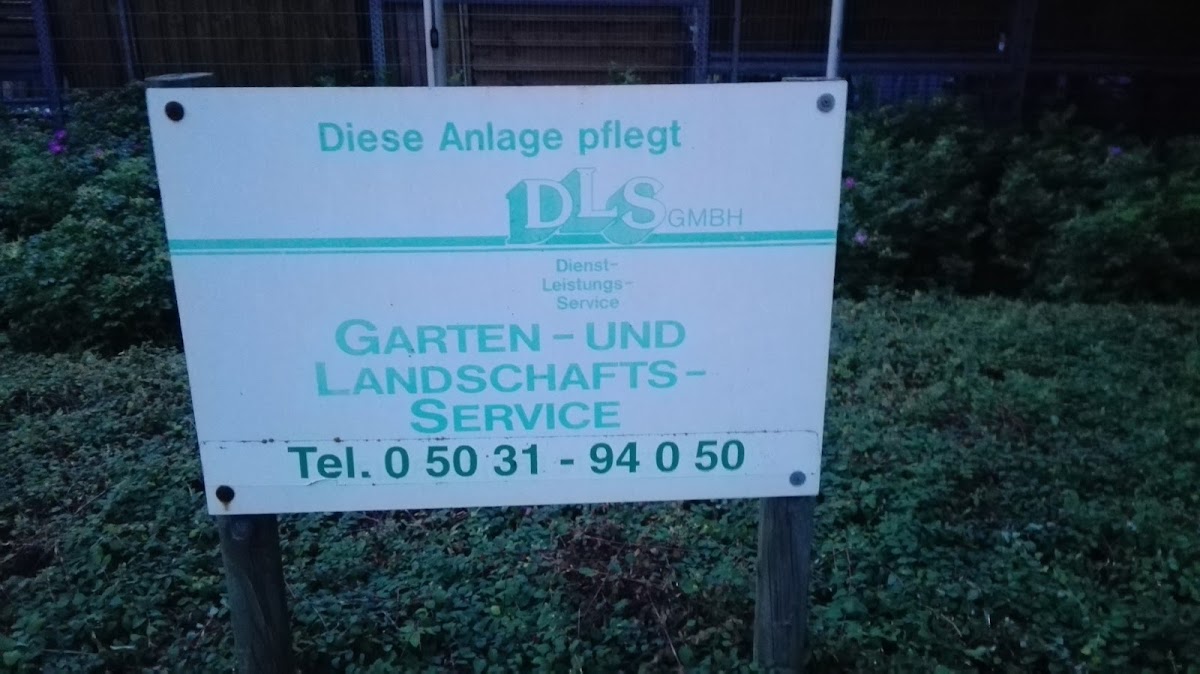 Diese Anlage pflegt
DLS GMBH
Dienst-
Leistungs-
Service
GARTEN - UND
LANDSCHAFTS-
SERVICE
Tel. 0 50 31 - 94 0 50